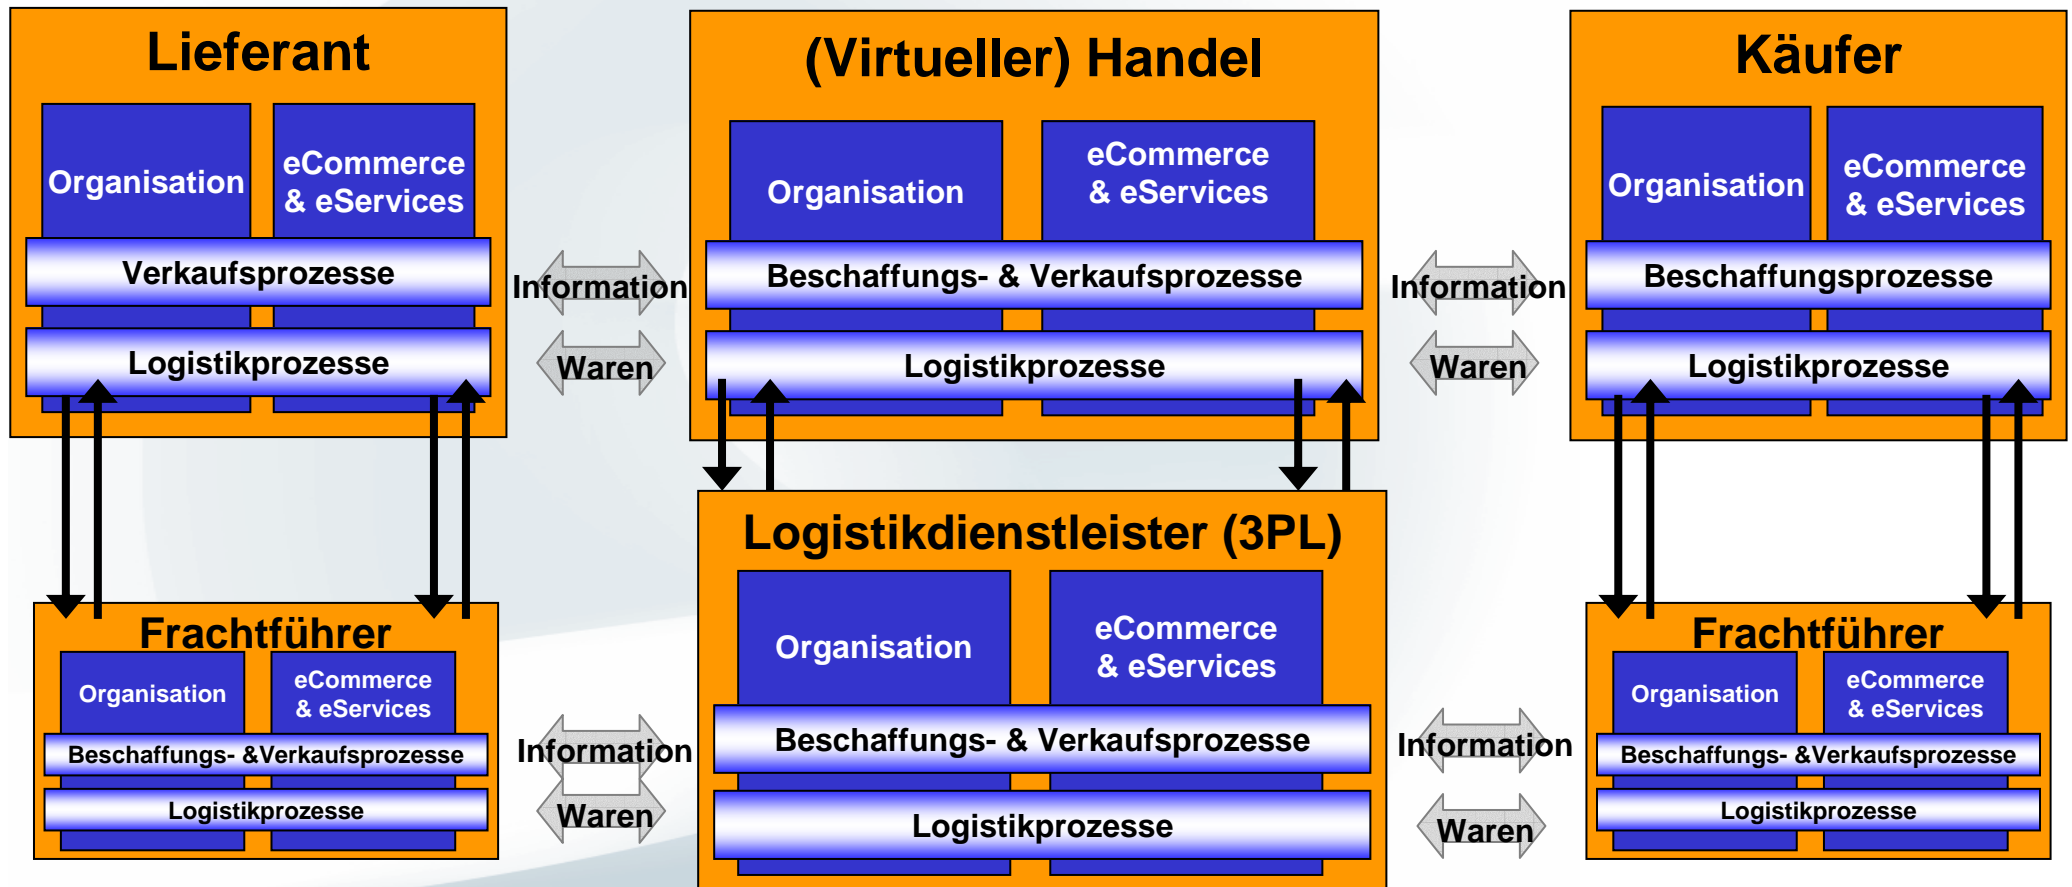 Lieferant
Organisation
eCommerce
& eServices
Verkaufsprozesse
Logistikprozesse
Information
Waren
(Virtueller) Handel
Organisation
eCommerce
& eServices
Beschaffungs- & Verkaufsprozesse
Logistikprozesse
Information
Waren
Käufer
Organisation
eCommerce
& eServices
Beschaffungsprozesse
Logistikprozesse
Frachtführer
Organisation
eCommerce
& eServices
Beschaffungs- &Verkaufsprozesse
Logistikprozesse
Information
Waren
Logistikdienstleister (3PL)
Organisation
eCommerce
& eServices
Beschaffungs- & Verkaufsprozesse
Logistikprozesse
Information
Waren
Frachtführer
Organisation
eCommerce
& eServices
Beschaffungs- &Verkaufsprozesse
Logistikprozesse